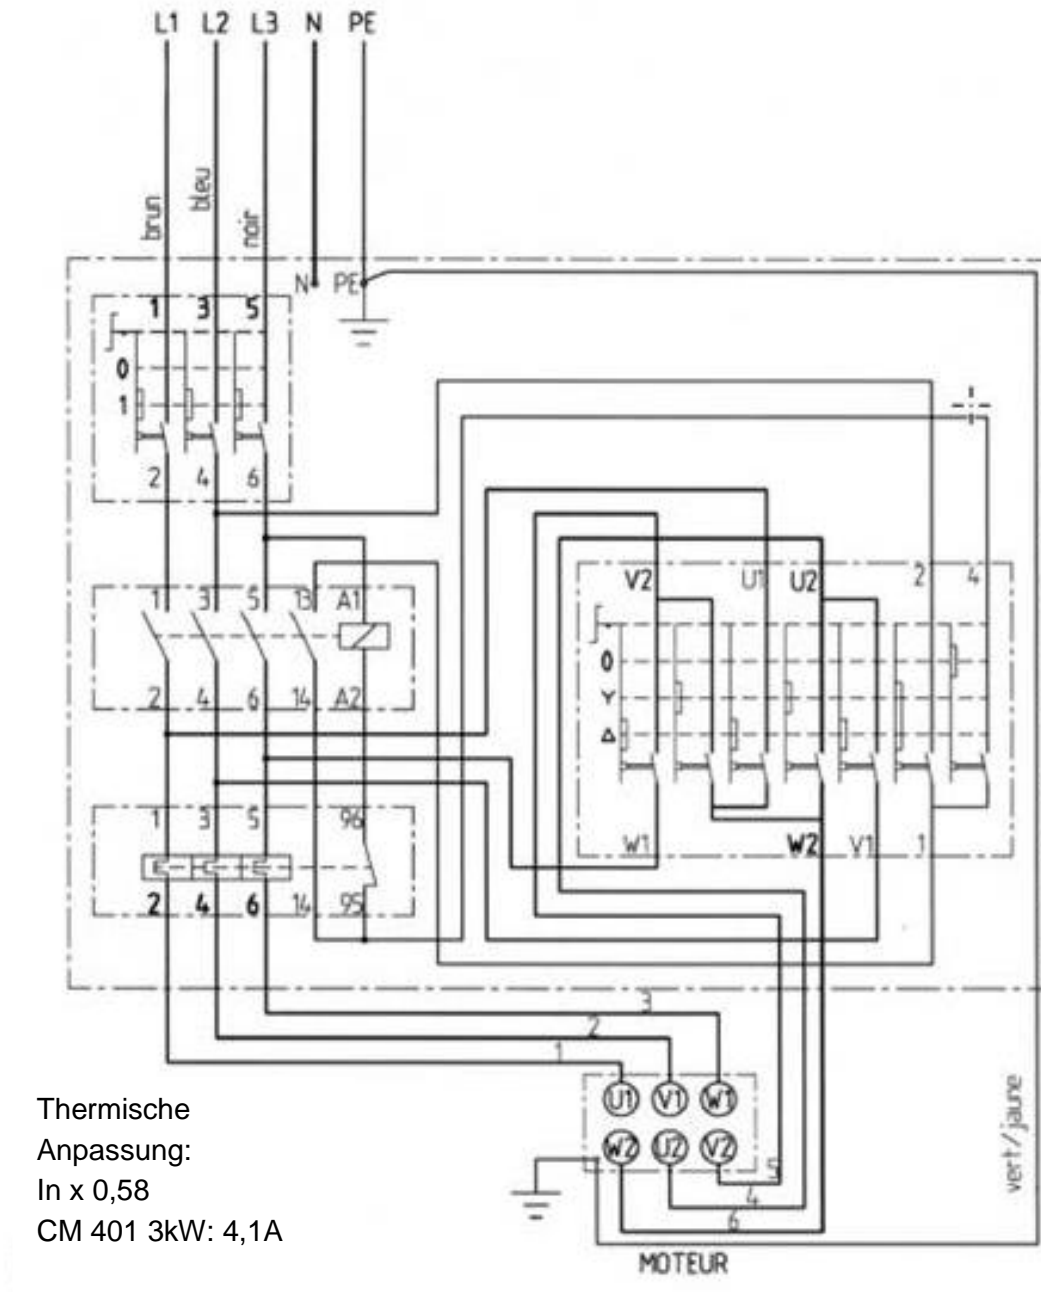 L1 L2 L3 N PE
brun
bleu
noir
N PE
1 3 5
0
1
2 4 6
V2 U1 U2 2 4
1 3 5 13 A1
0
Y
Δ
2 4 6 14 A2
1 3 5 96
W1 W2 V1 1
2 4 6 14 95
3
2
1
U1 V1 W1
W2 U2 V2
5
4
6
vert/jaune
MOTEUR
Thermische
Anpassung:
In x 0,58
CM 401 3kW: 4,1A